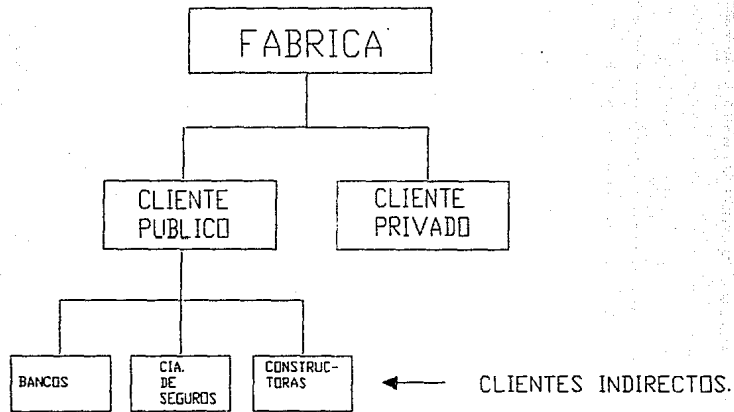 FABRICA
CLIENTE
PUBLICO
CLIENTE
PRIVADO
BANCOS
CIA.
DE
SEGUROS
CONSTRUC-
TORAS
CLIENTES INDIRECTOS.